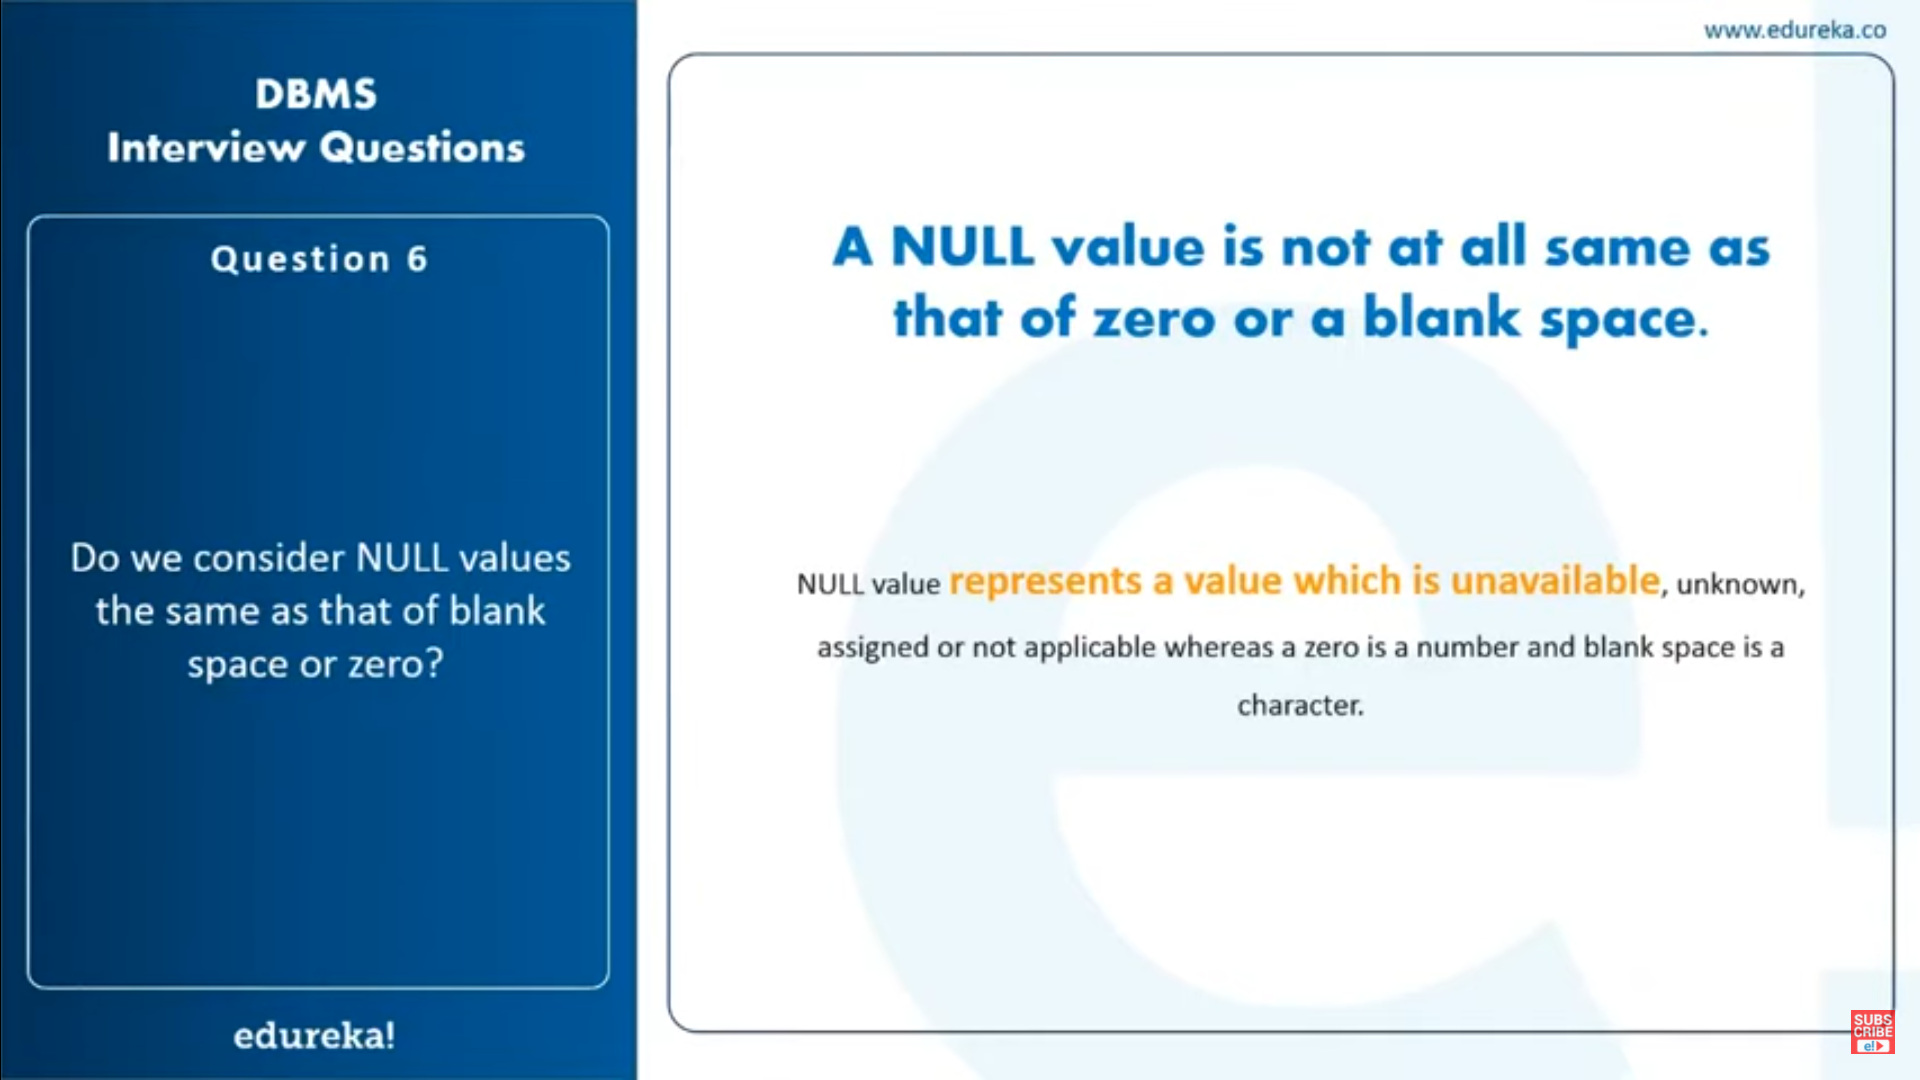 www.edureka.co
DBMS
Interview Questions
Question 6
Do we consider NULL values
the same as that of blank
space or zero?
edureka!
A NULL value is not at all same as
that of zero or a blank space.
NULL value represents a value which is unavailable, unknown,
assigned or not applicable whereas a zero is a number and blank space is a
character.
SUBS
CRIBE
e!